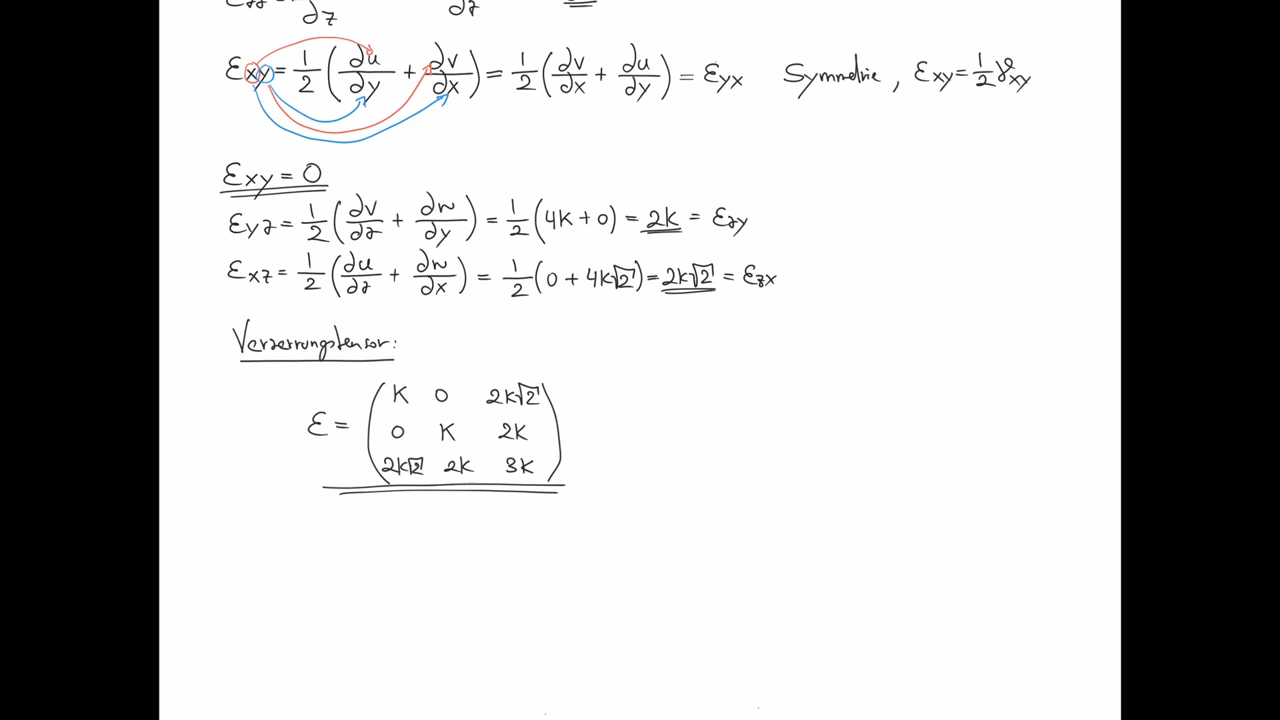 ∂z ∂z
εxy = 1/2 (∂u/∂y + ∂v/∂x) = 1/2 (∂v/∂x + ∂u/∂y) = εyx Symmetrie, εxy = 1/2 γxy
εxy = 0
εyz = 1/2 (∂v/∂z + ∂w/∂y) = 1/2 (4K + 0) = 2K = εzy
εxz = 1/2 (∂u/∂z + ∂w/∂x) = 1/2 (0 + 4K√2) = 2K√2 = εzx
Verzerrungstensor:
K 0 2K√2
ε = ( 0 K 2K )
2K√2 2K 3K